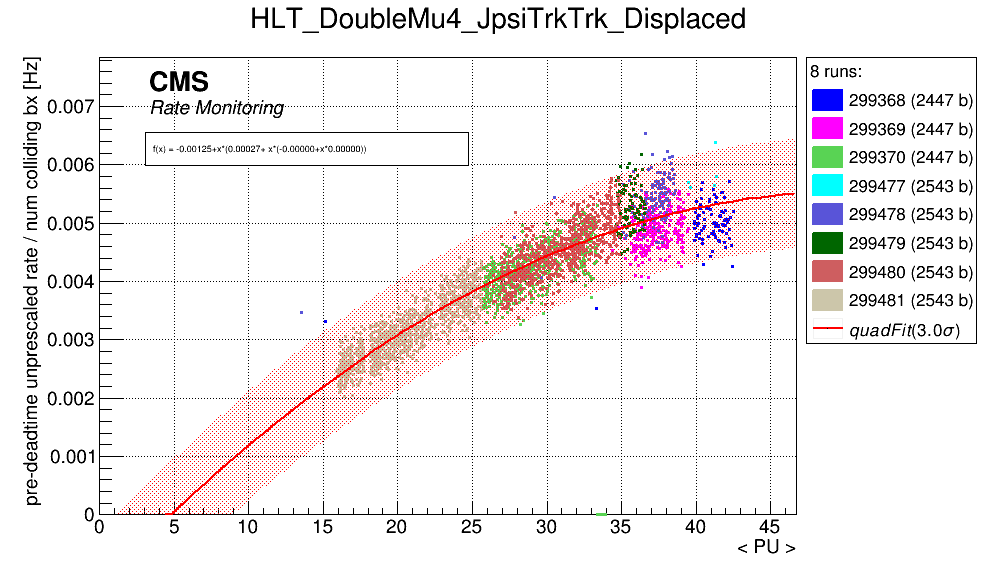 HLT_DoubleMu4_JpsiTrkTrk_Displaced
pre-deadtime unprescaled rate / num colliding bx [Hz]
CMS
Rate Monitoring
f(x) = -0.00125+x*(0.00027+ x*(-0.00000+x*0.00000))
0.007
0.006
0.005
0.004
0.003
0.002
0.001
0
0 5 10 15 20 25 30 35 40 45
< PU >
8 runs:
299368 (2447 b)
299369 (2447 b)
299370 (2447 b)
299477 (2543 b)
299478 (2543 b)
299479 (2543 b)
299480 (2543 b)
299481 (2543 b)
quadFit(3.0σ)